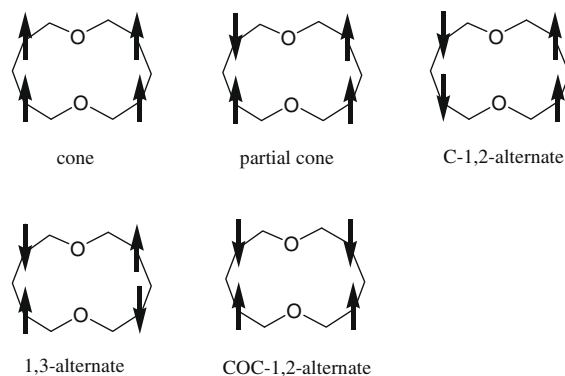 O O O
O O O
cone partial cone C-1,2-alternate
O O
O O
1,3-alternate COC-1,2-alternate